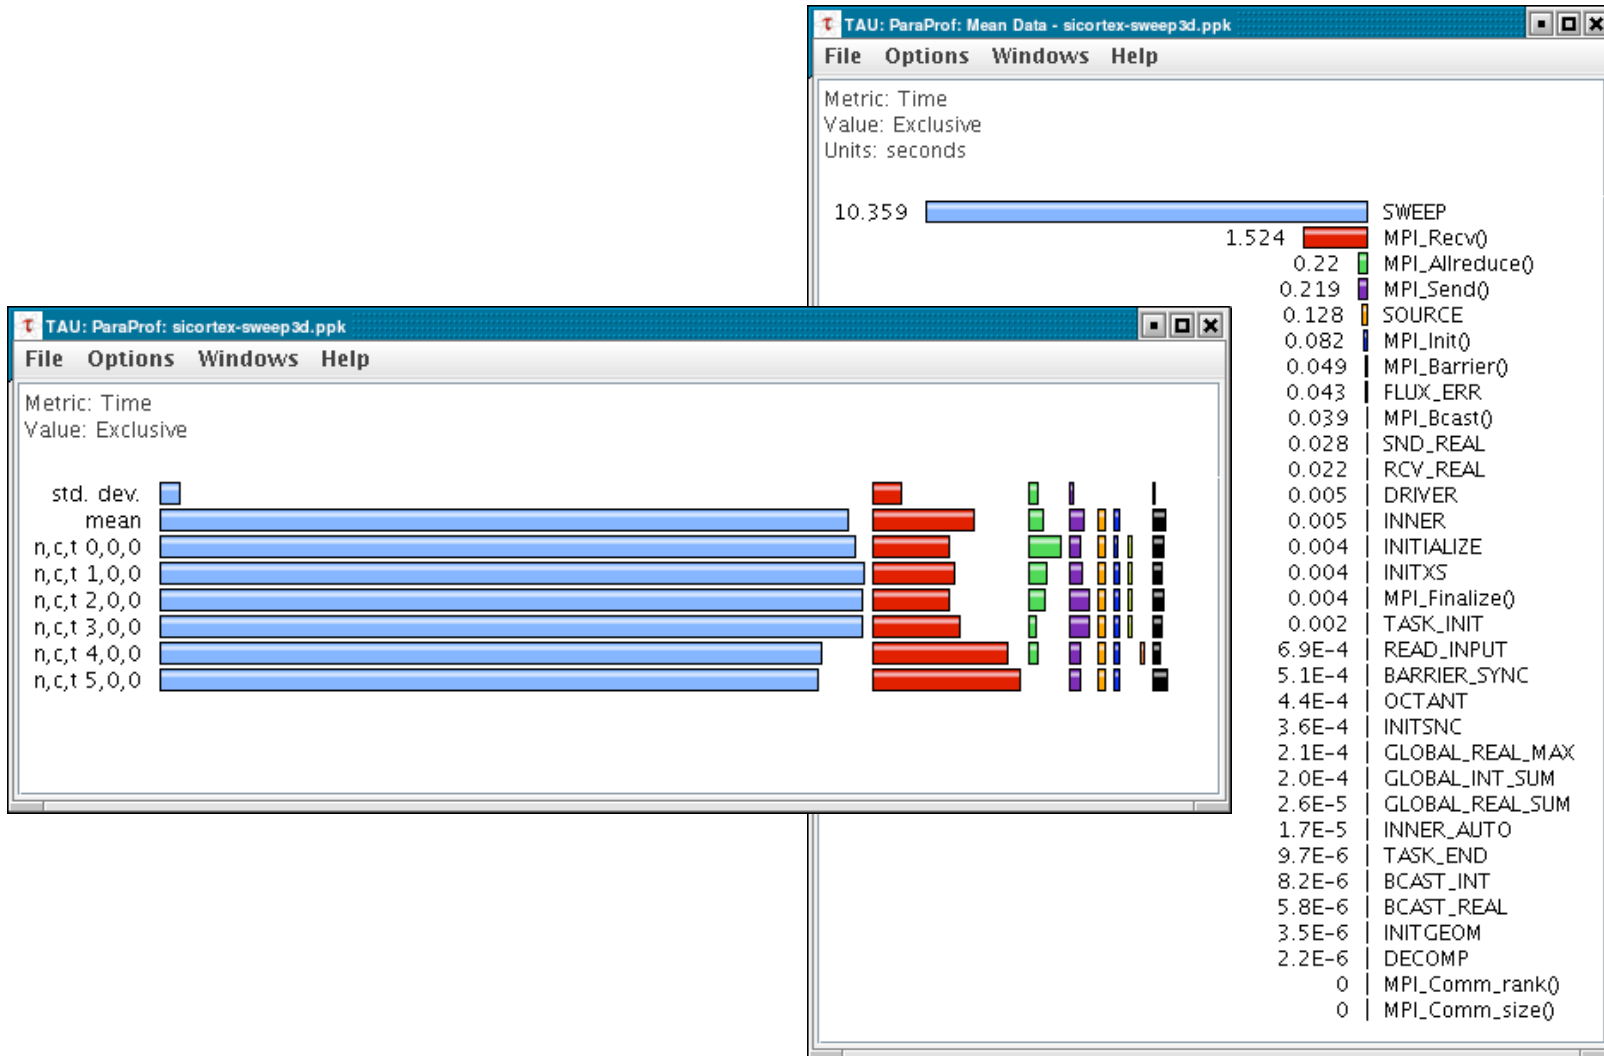 TAU: ParaProf: Mean Data - sicortex-sweep3d.ppk
File Options Windows Help
Metric: Time
Value: Exclusive
Units: seconds
10.359 SWEEP
1.524 MPI_Recv()
0.22 MPI_Allreduce()
0.219 MPI_Send()
0.128 SOURCE
0.082 MPI_Init()
0.049 MPI_Barrier()
0.043 FLUX_ERR
0.039 MPI_Bcast()
0.028 SND_REAL
0.022 RCV_REAL
0.005 DRIVER
0.005 INNER
0.004 INITIALIZE
0.004 INITXS
0.004 MPI_Finalize()
0.002 TASK_INIT
6.9E-4 READ_INPUT
5.1E-4 BARRIER_SYNC
4.4E-4 OCTANT
3.6E-4 INITSNC
2.1E-4 GLOBAL_REAL_MAX
2.0E-4 GLOBAL_INT_SUM
2.6E-5 GLOBAL_REAL_SUM
1.7E-5 INNER_AUTO
9.7E-6 TASK_END
8.2E-6 BCAST_INT
5.8E-6 BCAST_REAL
3.5E-6 INITGEOM
2.2E-6 DECOMP
0 MPI_Comm_rank()
0 MPI_Comm_size()
TAU: ParaProf: sicortex-sweep3d.ppk
File Options Windows Help
Metric: Time
Value: Exclusive
std. dev.
mean
n,c,t 0,0,0
n,c,t 1,0,0
n,c,t 2,0,0
n,c,t 3,0,0
n,c,t 4,0,0
n,c,t 5,0,0